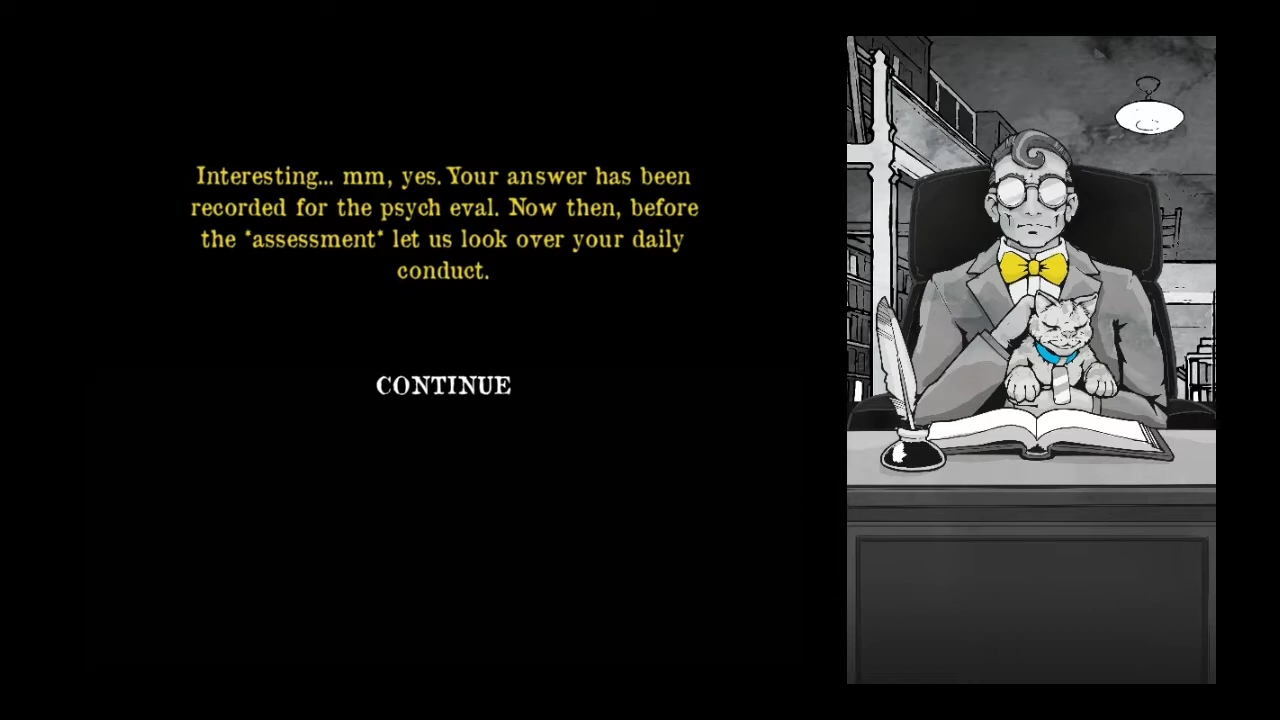 Interesting... mm, yes. Your answer has been
recorded for the psych eval. Now then, before
the *assessment* let us look over your daily
conduct.
CONTINUE